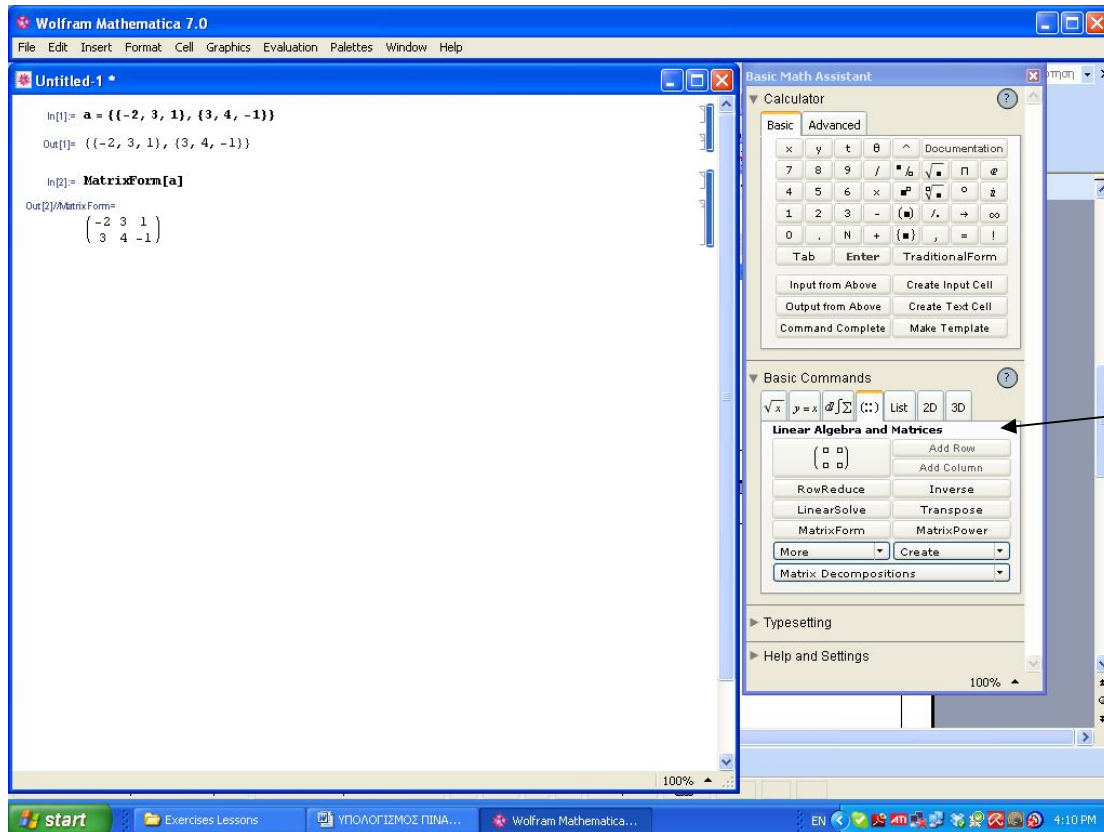 Wolfram Mathematica 7.0
File Edit Insert Format Cell Graphics Evaluation Palettes Window Help
Untitled-1 *
In[1]:= a = {{-2, 3, 1}, {3, 4, -1}}
Out[1]= {{-2, 3, 1}, {3, 4, -1}}
In[2]:= MatrixForm[a]
Out[2]//MatrixForm=
-2 3 1
3 4 -1
100%
Basic Math Assistant
Calculator
?
Basic Advanced
x y t θ ^ Documentation
7 8 9 / ▪/▫ √▪ Π ⅇ
4 5 6 × ▪▫ ▫√▪ ° ⅈ
1 2 3 - (▪) /. → ∞
0 . N + {▪} , = !
Tab Enter TraditionalForm
Input from Above Create Input Cell
Output from Above Create Text Cell
Command Complete Make Template
Basic Commands
?
√x y = x ⅆ∫Σ (::) List 2D 3D
Linear Algebra and Matrices
Add Row
Add Column
RowReduce Inverse
LinearSolve Transpose
MatrixForm MatrixPower
More Create
Matrix Decompositions
Typesetting
Help and Settings
100%
start Exercises Lessons ΥΠΟΛΟΓΙΣΜΟΣ ΠΙΝΑ... Wolfram Mathematica... EN 4:10 PM